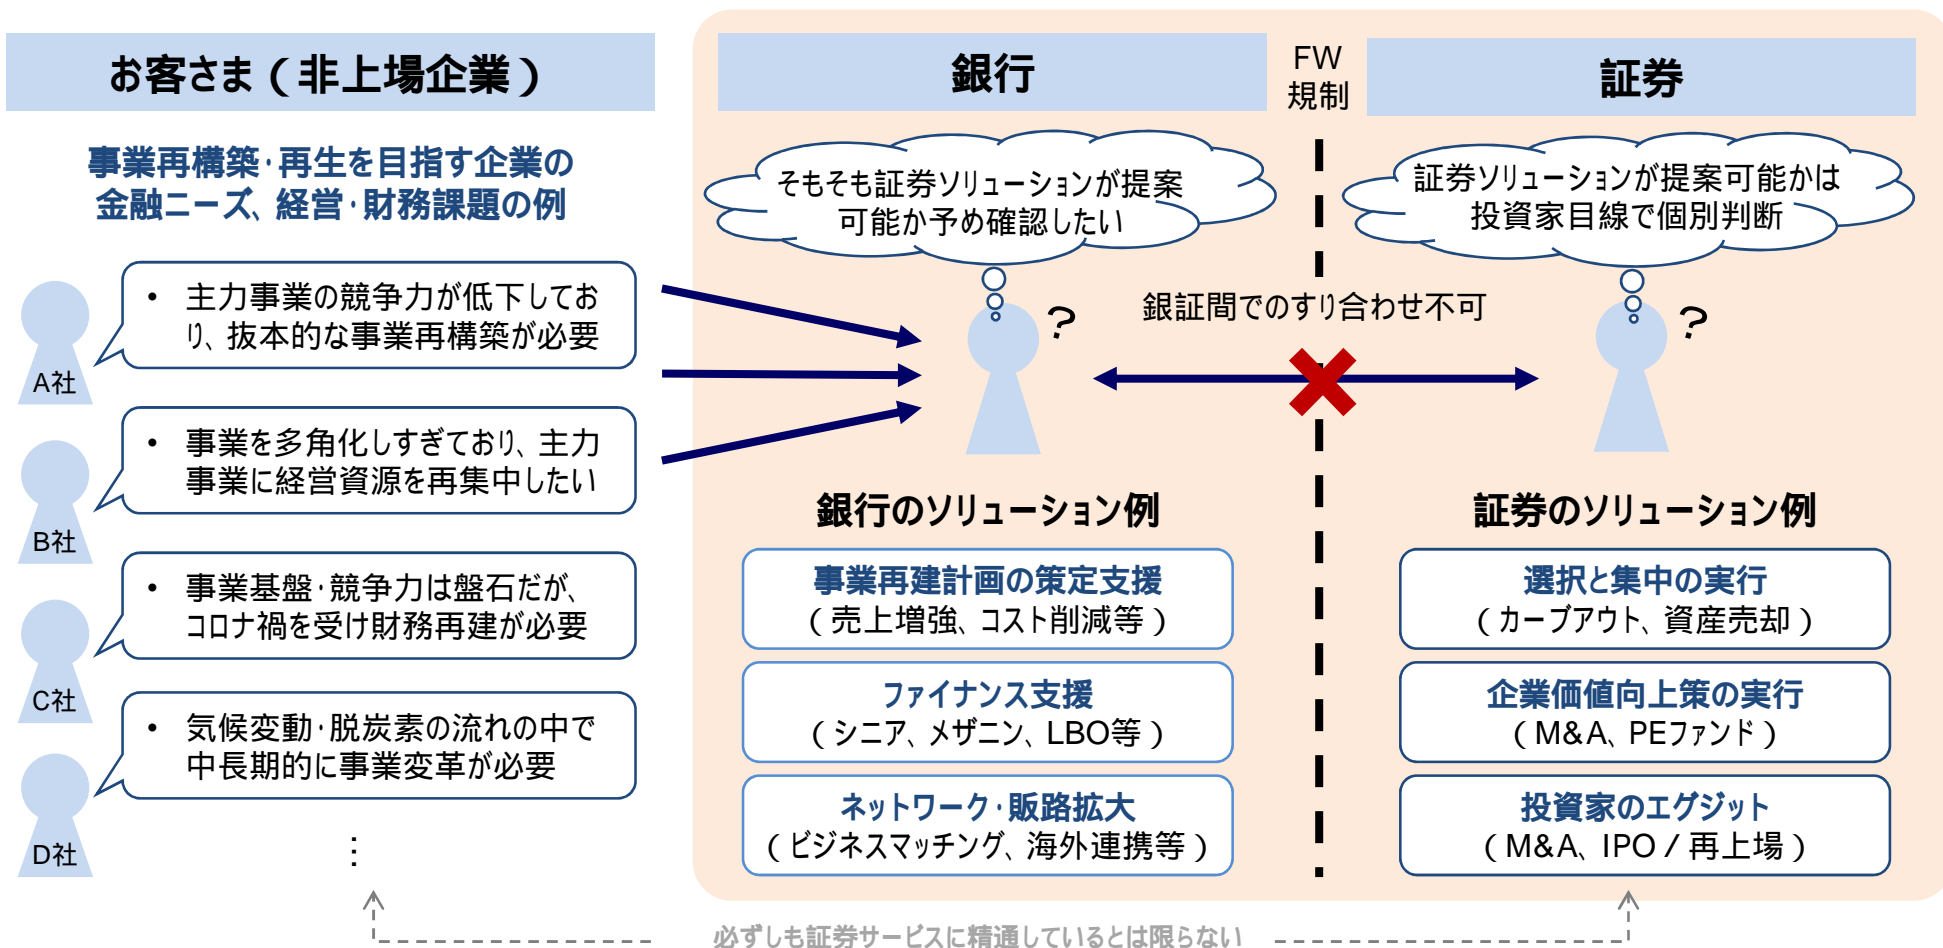 お客さま（非上場企業）
事業再構築･再生を目指す企業の
金融ニーズ、経営･財務課題の例
• 主力事業の競争力が低下してお
り、抜本的な事業再構築が必要
A社
• 事業を多角化しすぎており、主力
事業に経営資源を再集中したい
B社
• 事業基盤･競争力は盤石だが、
コロナ禍を受け財務再建が必要
C社
• 気候変動･脱炭素の流れの中で
中長期的に事業変革が必要
D社
⋮
銀行
FW
規制
証券
そもそも証券ソリューションが提案
可能か予め確認したい
証券ソリューションが提案可能かは
投資家目線で個別判断
?
銀証間でのすり合わせ不可
?
銀行のソリューション例
事業再建計画の策定支援
（売上増強、コスト削減等）
ファイナンス支援
（シニア、メザニン、LBO等）
ネットワーク･販路拡大
（ビジネスマッチング、海外連携等）
証券のソリューション例
選択と集中の実行
（カーブアウト、資産売却）
企業価値向上策の実行
（M&A、PEファンド）
投資家のエグジット
（M&A、IPO／再上場）
必ずしも証券サービスに精通しているとは限らない